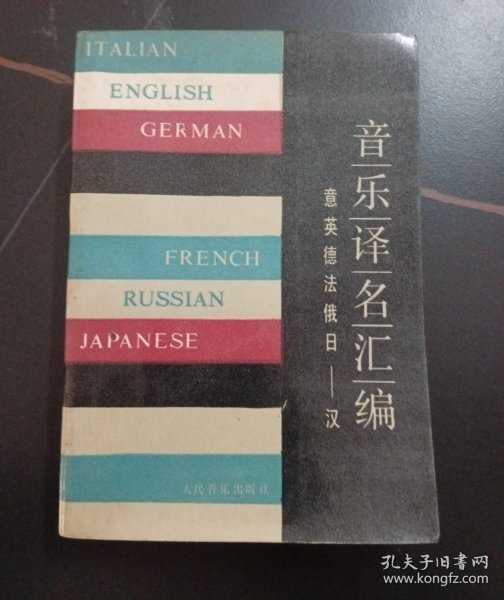 ITALIAN
ENGLISH
GERMAN
FRENCH
RUSSIAN
JAPANESE
音乐译名汇编
意英德法俄日——汉
人民音乐出版社
孔夫子旧书网
www.kongfz.com